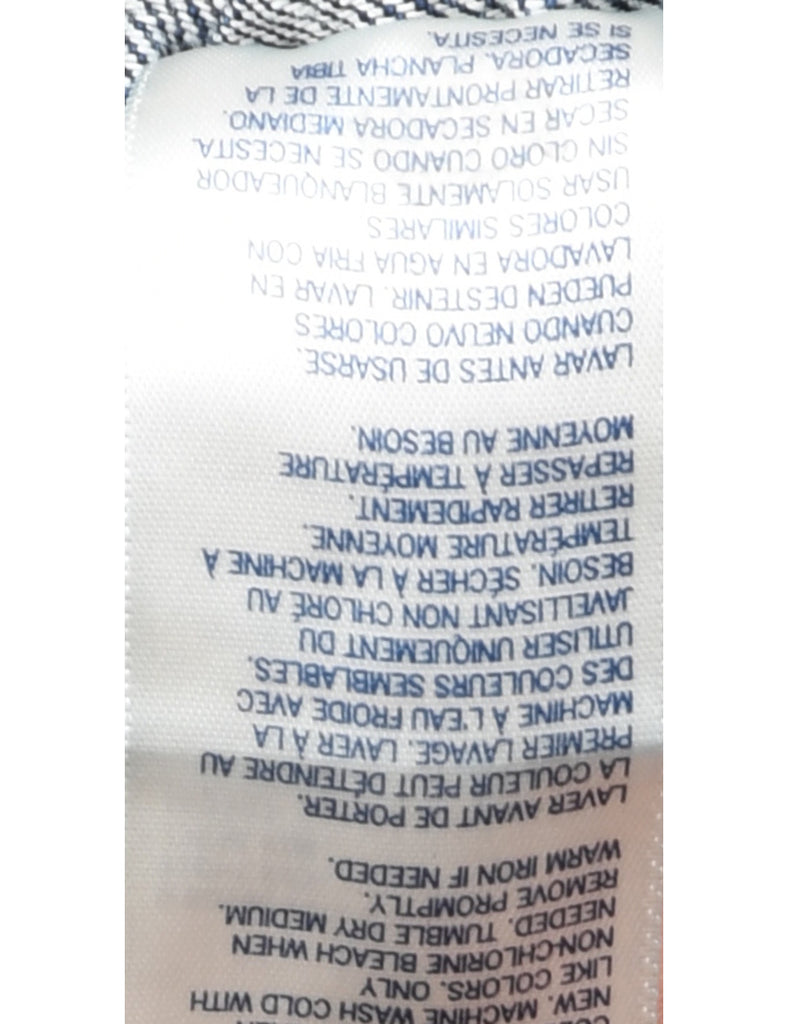 NEW. MACHINE WASH COLD WITH
LIKE COLORS. ONLY
NON-CHLORINE BLEACH WHEN
NEEDED. TUMBLE DRY MEDIUM.
REMOVE PROMPTLY.
WARM IRON IF NEEDED.
LAVER AVANT DE PORTER.
LA COULEUR PEUT DÉTEINDRE AU
PREMIER LAVAGE. LAVER À LA
MACHINE À L'EAU FROIDE AVEC
DES COULEURS SEMBLABLES.
UTILISER UNIQUEMENT DU
JAVELLISANT NON CHLORÉ AU
BESOIN. SÉCHER À LA MACHINE À
TEMPÉRATURE MOYENNE.
RETIRER RAPIDEMENT.
REPASSER À TEMPÉRATURE
MOYENNE AU BESOIN.
LAVAR ANTES DE USARSE.
CUANDO NEUVO COLORES
PUEDEN DESTENIR. LAVAR EN
LAVADORA EN AGUA FRIA CON
COLORES SIMILARES
USAR SOLAMENTE BLANQUEADOR
SIN CLORO CUANDO SE NECESITA.
SECAR EN SECADORA MEDIANO.
RETIRAR PRONTAMENTE DE LA
SECADORA. PLANCHA TIBIA
SI SE NECESITA.